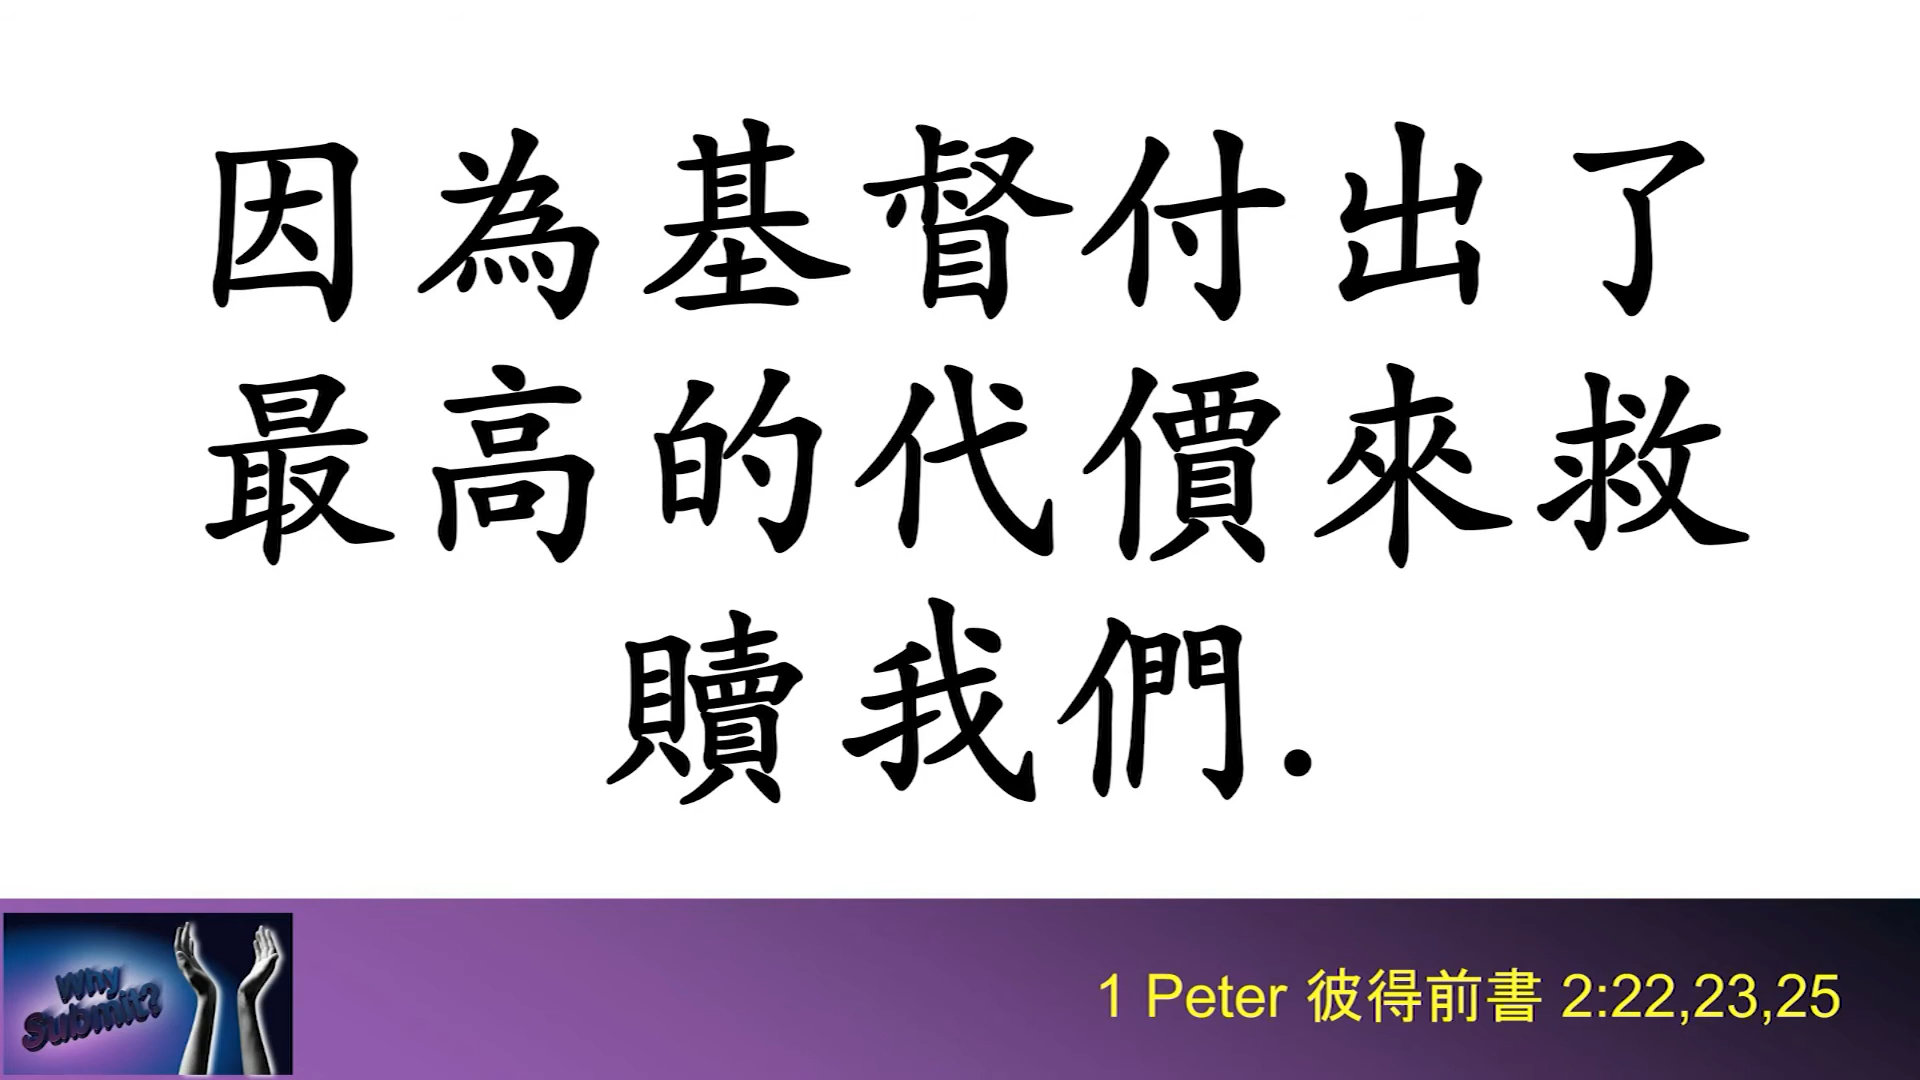 因為基督付出了
最高的代價來救
贖我們.
Why
Submit?
1 Peter 彼得前書 2:22,23,25